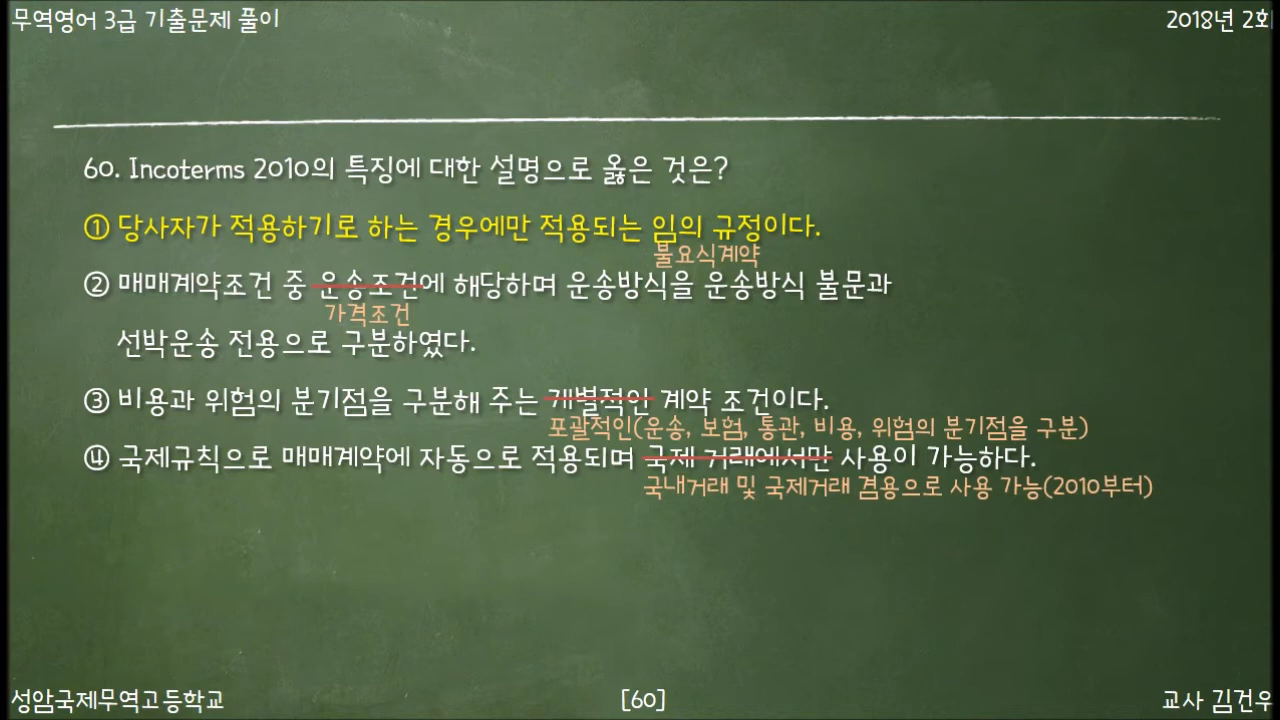 무역영어 3급 기출문제 풀이
2018년 2회
60. Incoterms 2010의 특징에 대한 설명으로 옳은 것은?
① 당사자가 적용하기로 하는 경우에만 적용되는 임의 규정이다.
불요식계약
② 매매계약조건 중 운송조건에 해당하며 운송방식을 운송방식 불문과
가격조건
선박운송 전용으로 구분하였다.
③ 비용과 위험의 분기점을 구분해 주는 개별적인 계약 조건이다.
포괄적인(운송, 보험, 통관, 비용, 위험의 분기점을 구분)
④ 국제규칙으로 매매계약에 자동으로 적용되며 국제 거래에서만 사용이 가능하다.
국내거래 및 국제거래 겸용으로 사용 가능(2010부터)
성암국제무역고등학교
[60]
교사 김건우